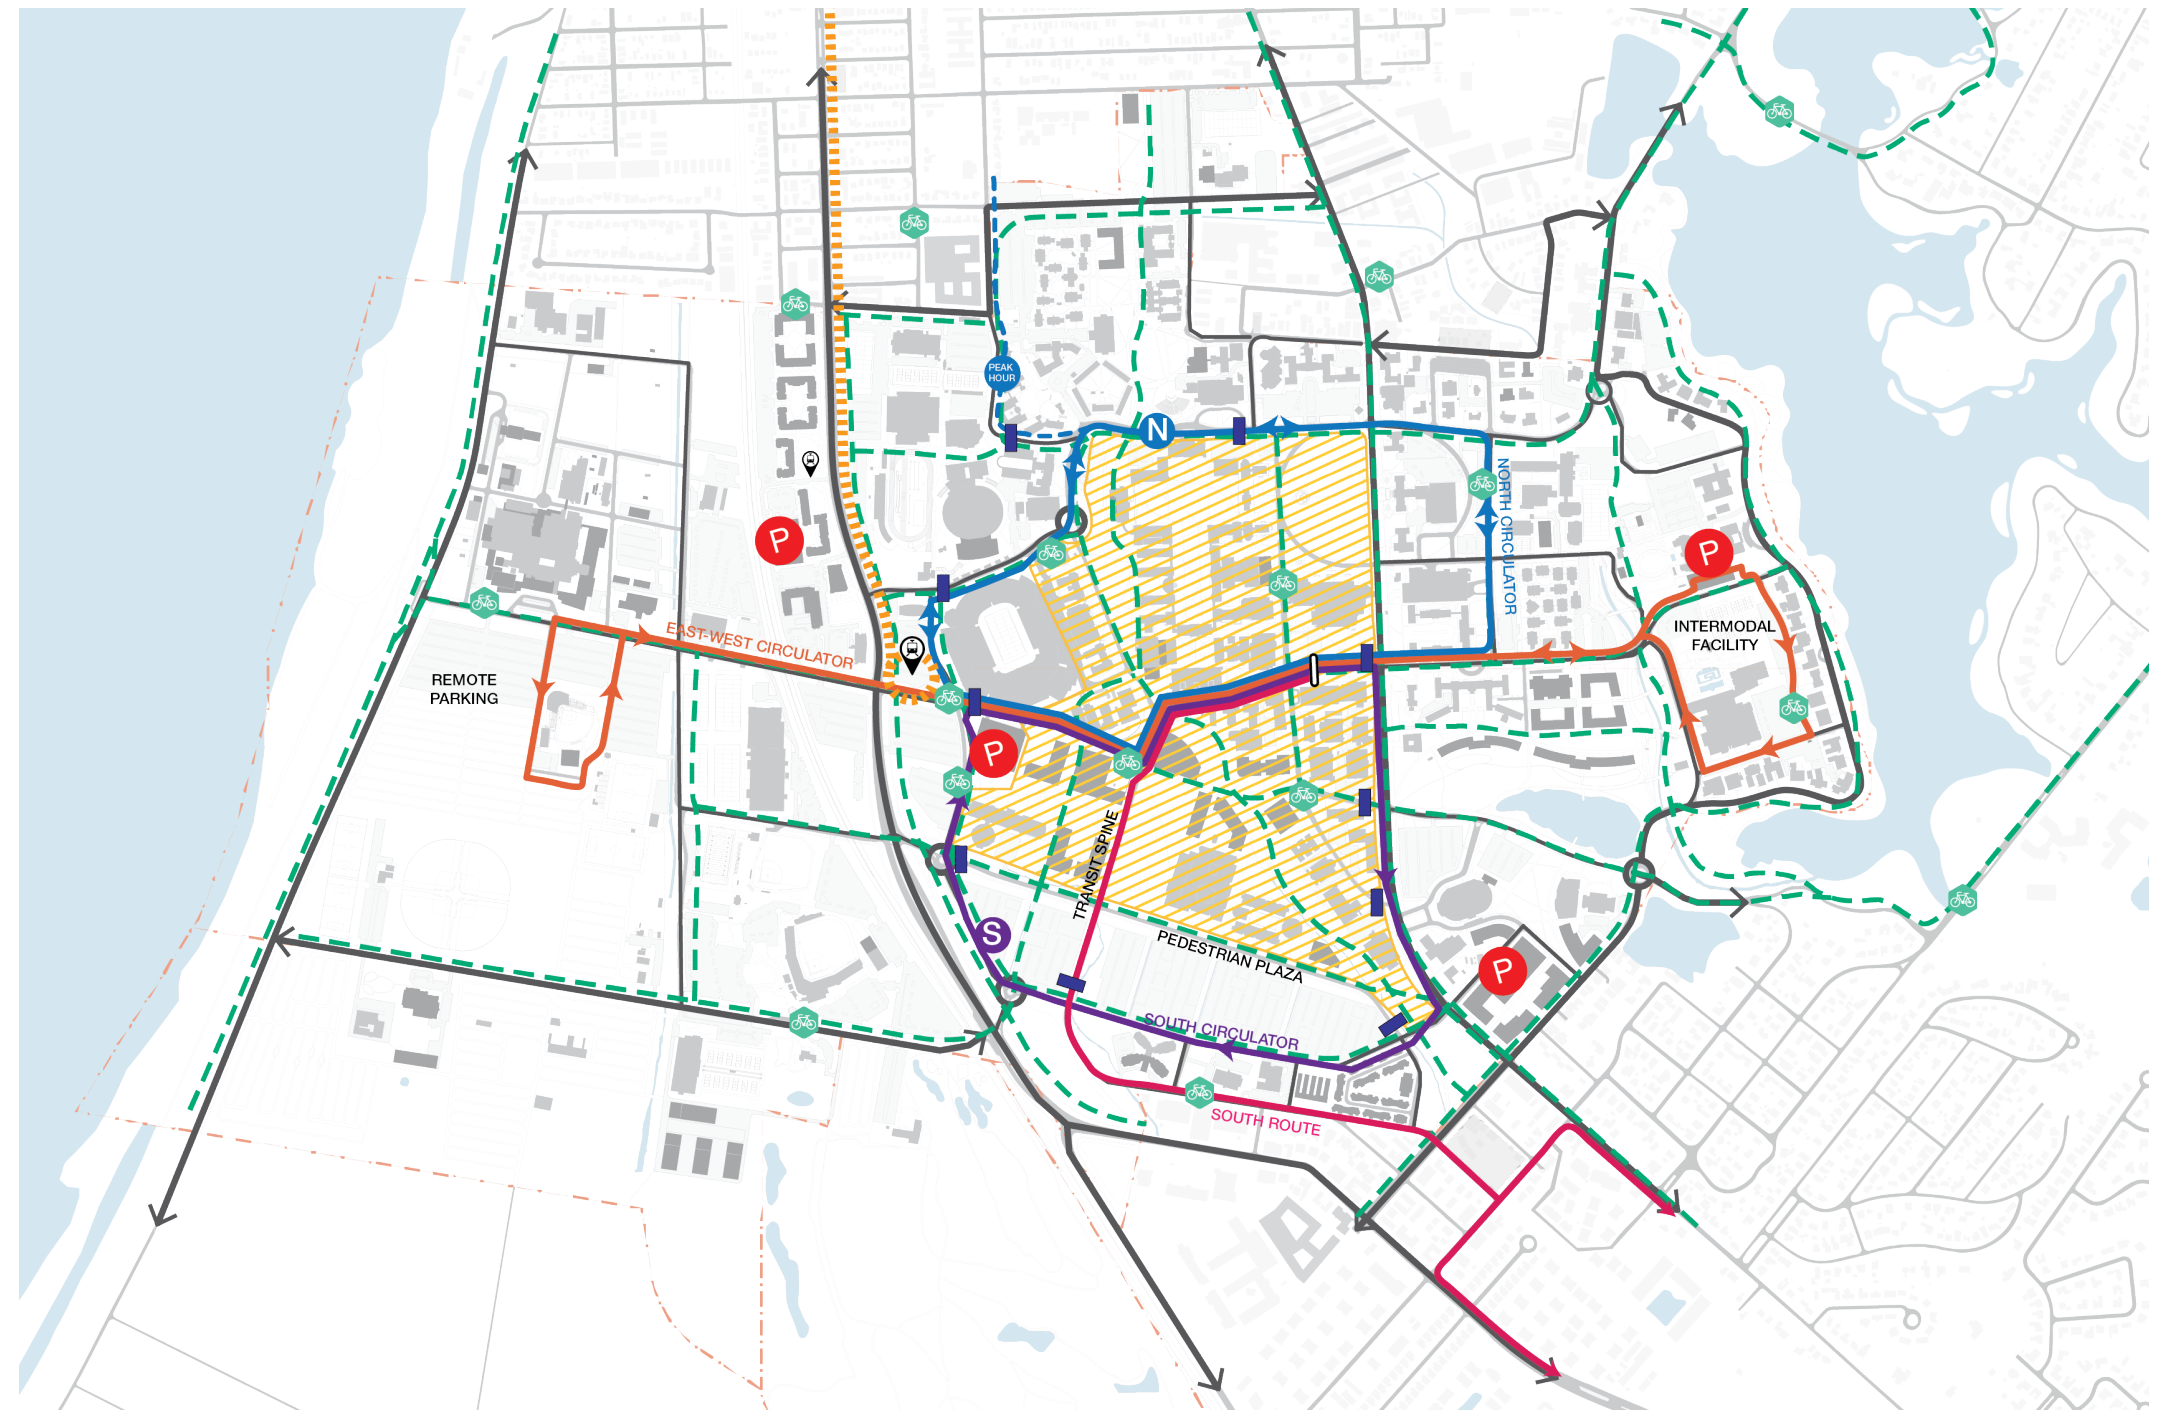 PEAK
HOUR
N
NORTH CIRCULATOR
P
P
EAST-WEST CIRCULATOR
INTERMODAL
FACILITY
REMOTE
PARKING
P
TRANSIT SPINE
S
PEDESTRIAN PLAZA
P
SOUTH CIRCULATOR
SOUTH ROUTE